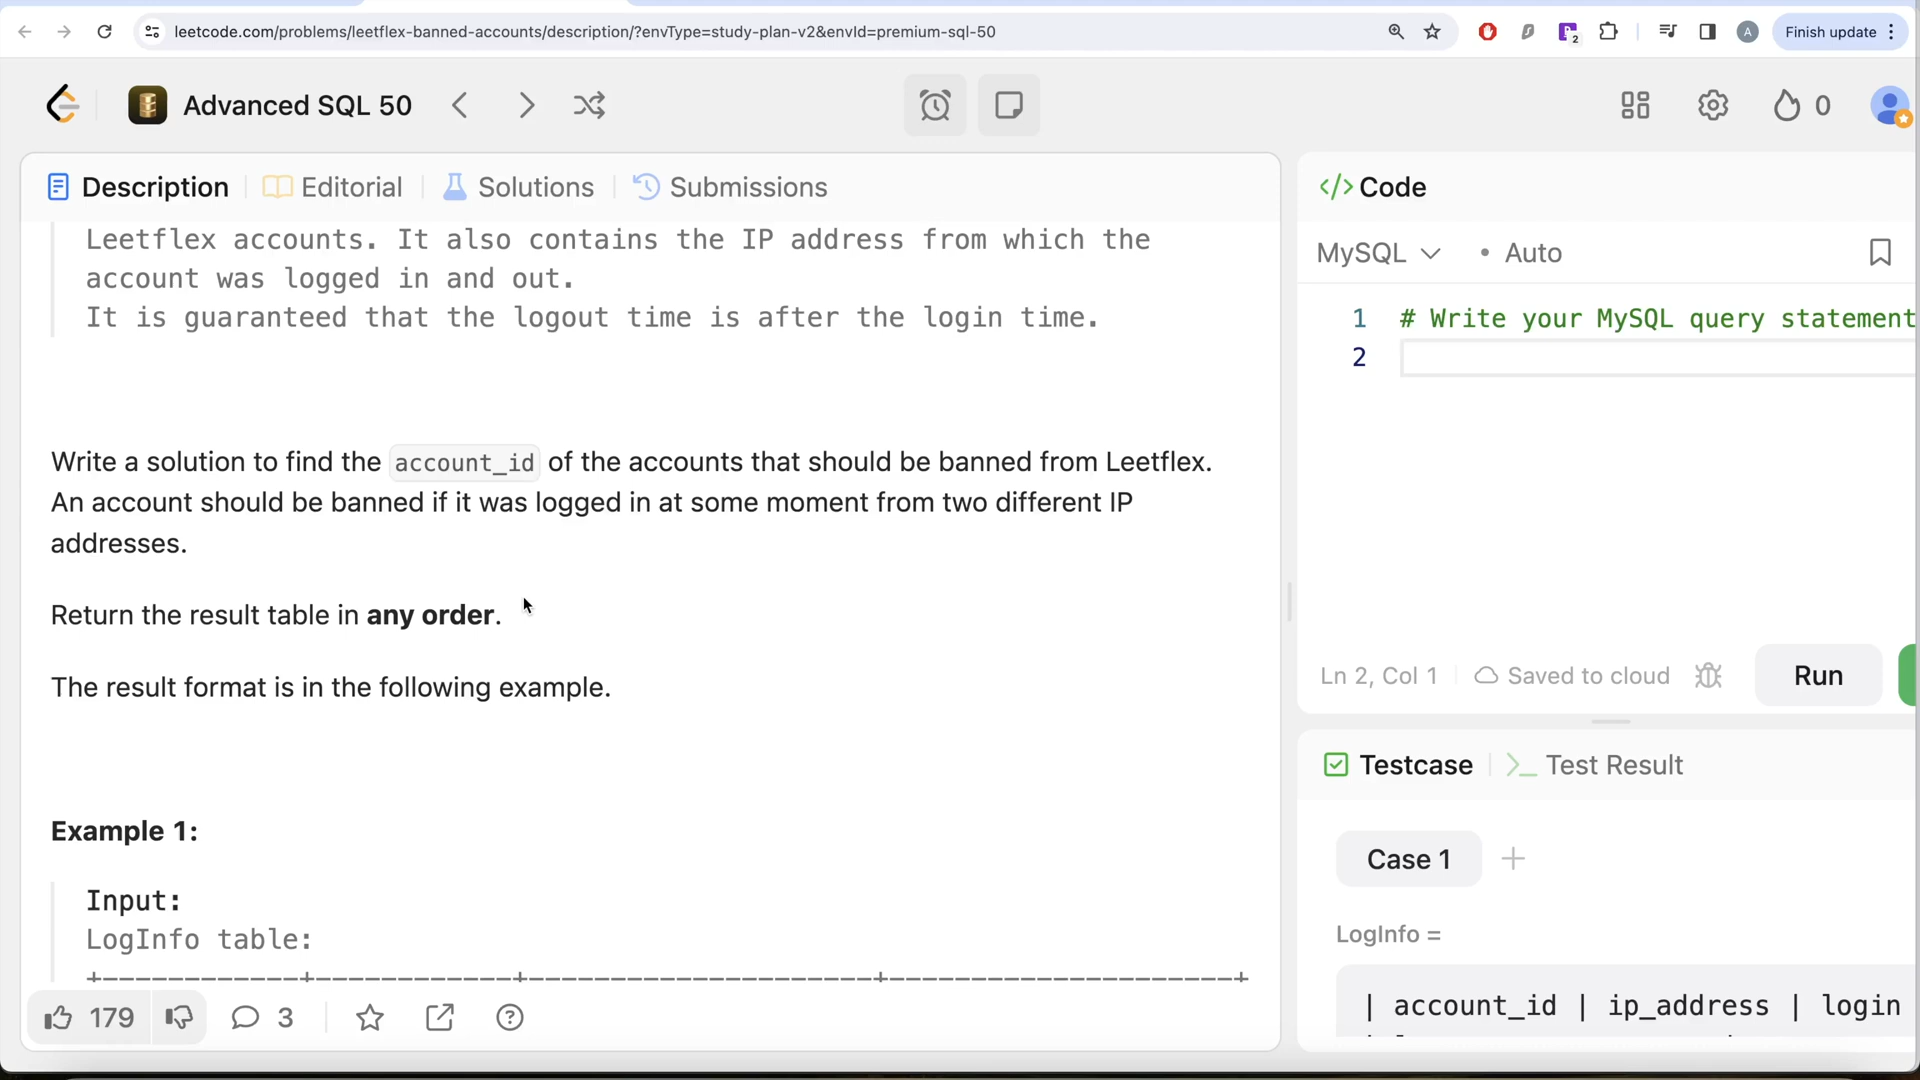 leetcode.com/problems/leetflex-banned-accounts/description/?envType=study-plan-v2&envId=premium-sql-50
2
A
Finish update
Advanced SQL 50
0
Description
Editorial
Solutions
Submissions
Leetflex accounts. It also contains the IP address from which the
account was logged in and out.
It is guaranteed that the logout time is after the login time.
Write a solution to find the account_id of the accounts that should be banned from Leetflex.
An account should be banned if it was logged in at some moment from two different IP
addresses.
Return the result table in any order.
The result format is in the following example.
Example 1:
Input:
LogInfo table:
+------------+------------+---------------------+---------------------+
179
3
</> Code
MySQL
• Auto
1 # Write your MySQL query statement
2
Ln 2, Col 1
Saved to cloud
Run
Testcase
Test Result
Case 1
LogInfo =
| account_id | ip_address | login